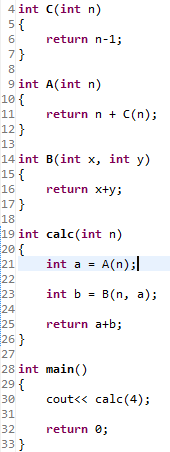 4 int C(int n)
5 {
6     return n-1;
7 }
8
9 int A(int n)
10 {
11     return n + C(n);
12 }
13
14 int B(int x, int y)
15 {
16     return x+y;
17 }
18
19 int calc(int n)
20 {
21     int a = A(n);
22
23     int b = B(n, a);
24
25     return a+b;
26 }
27
28 int main()
29 {
30     cout<< calc(4);
31
32     return 0;
33 }